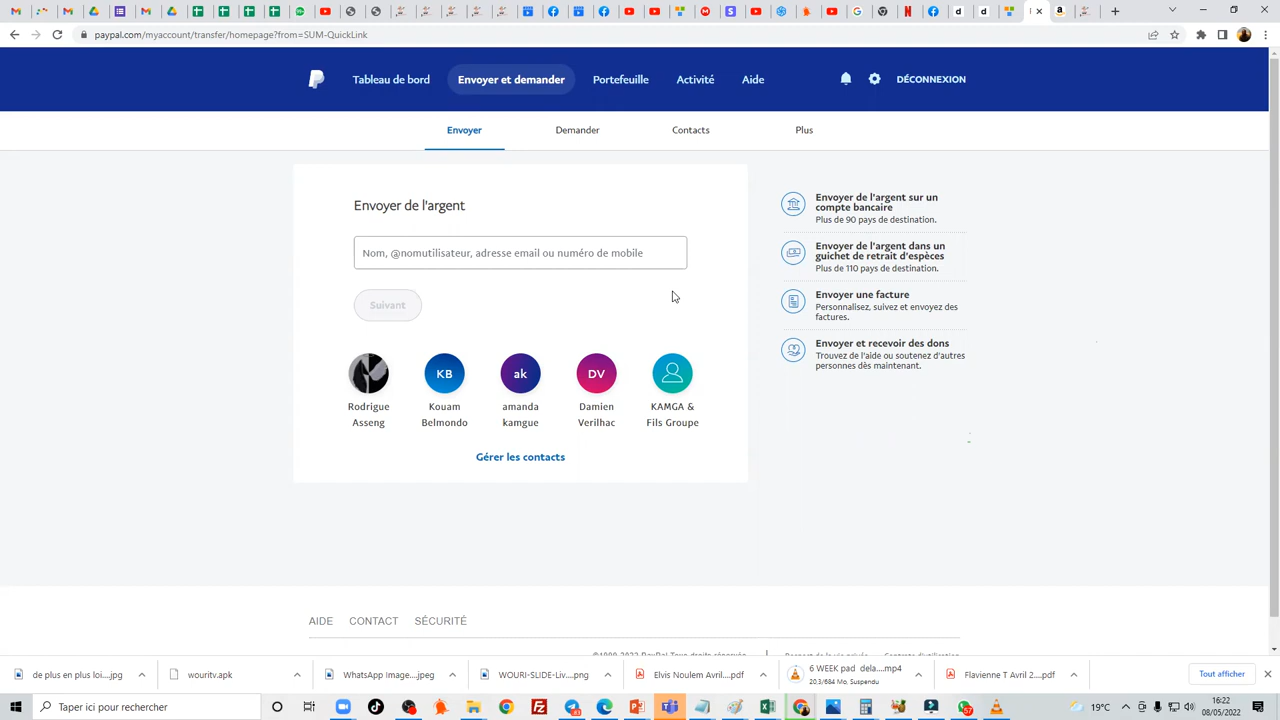 paypal.com/myaccount/transfer/homepage?from=SUM-QuickLink
Tableau de bord
Envoyer et demander
Portefeuille
Activité
Aide
DÉCONNEXION
Envoyer
Demander
Contacts
Plus
Envoyer de l'argent
Nom, @nomutilisateur, adresse email ou numéro de mobile
Suivant
Rodrigue
Asseng
KB
Kouam
Belmondo
ak
amanda
kamgue
DV
Damien
Verilhac
KAMGA &
Fils Groupe
Gérer les contacts
Envoyer de l'argent sur un
compte bancaire
Plus de 90 pays de destination.
Envoyer de l'argent dans un
guichet de retrait d'espèces
Plus de 110 pays de destination.
Envoyer une facture
Personnalisez, suivez et envoyez des
factures.
Envoyer et recevoir des dons
Trouvez de l'aide ou soutenez d'autres
personnes dès maintenant.
AIDE
CONTACT
SÉCURITÉ
de plus en plus loi....jpg
wouritv.apk
WhatsApp Image....jpeg
WOURI-SLIDE-Liv....png
Elvis Noulem Avril....pdf
6 WEEK pad dela....mp4
20,3/684 Mo, Suspendu
Flavienne T Avril 2....pdf
Tout afficher
Taper ici pour rechercher
19°C
16:22
08/05/2022